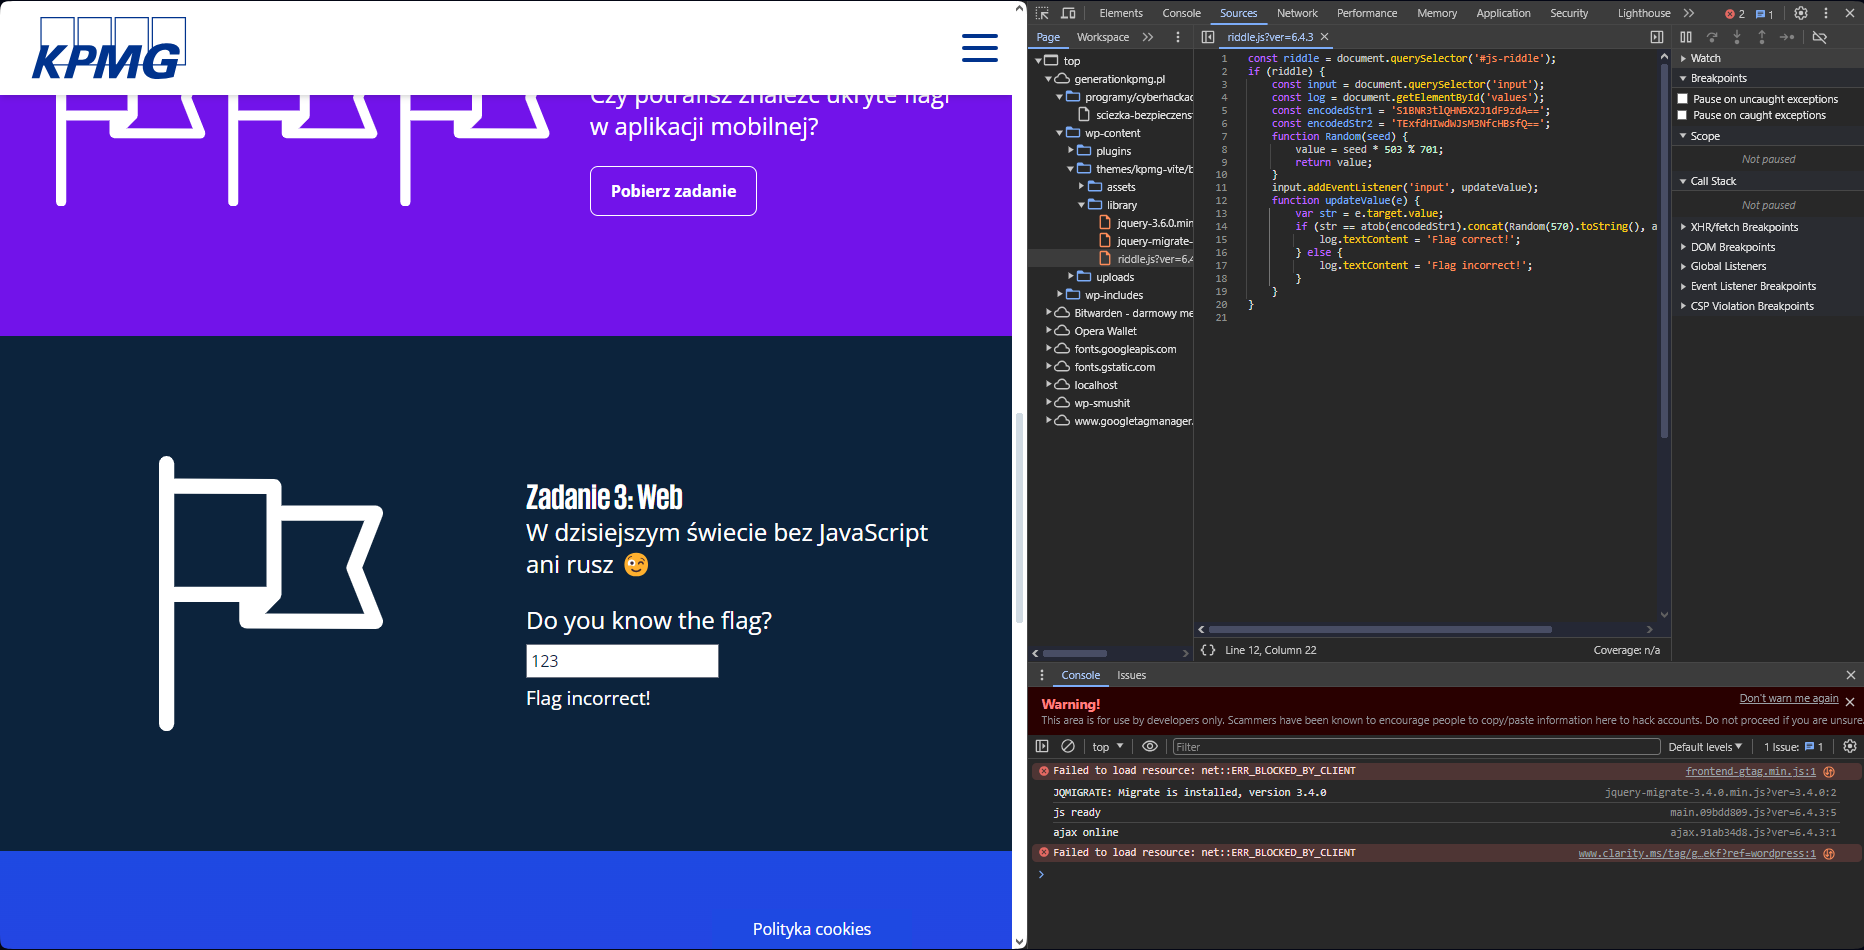 KPMG
Czy potrafisz znaleźć ukryte flagi
w aplikacji mobilnej?
Pobierz zadanie
Zadanie 3: Web
W dzisiejszym świecie bez JavaScript
ani rusz 😉
Do you know the flag?
123
Flag incorrect!
Polityka cookies
Elements Console Sources Network Performance Memory Application Security Lighthouse 2 1
Page Workspace
riddle.js?ver=6.4.3
top
generationkpmg.pl
programy/cyberhackad
sciezka-bezpieczens
wp-content
plugins
themes/kpmg-vite/b
assets
library
jquery-3.6.0.min
jquery-migrate-
riddle.js?ver=6.4
uploads
wp-includes
Bitwarden - darmowy me
Opera Wallet
fonts.googleapis.com
fonts.gstatic.com
localhost
wp-smushit
www.googletagmanager.
1 const riddle = document.querySelector('#js-riddle');
2 if (riddle) {
3 const input = document.querySelector('input');
4 const log = document.getElementById('values');
5 const encodedStr1 = 'S1BNR3tlQHN5X2J1dF9zdA==';
6 const encodedStr2 = 'TExfdHIwdWJsM3NfcHBsfQ==';
7 function Random(seed) {
8 value = seed * 503 % 701;
9 return value;
10 }
11 input.addEventListener('input', updateValue);
12 function updateValue(e) {
13 var str = e.target.value;
14 if (str == atob(encodedStr1).concat(Random(570).toString(), a
15 log.textContent = 'Flag correct!';
16 } else {
17 log.textContent = 'Flag incorrect!';
18 }
19 }
20 }
21
{} Line 12, Column 22 Coverage: n/a
Watch
Breakpoints
Pause on uncaught exceptions
Pause on caught exceptions
Scope
Not paused
Call Stack
Not paused
XHR/fetch Breakpoints
DOM Breakpoints
Global Listeners
Event Listener Breakpoints
CSP Violation Breakpoints
Console Issues
Warning! Don't warn me again
This area is for use by developers only. Scammers have been known to encourage people to copy/paste information here to hack accounts. Do not proceed if you are unsure.
top Filter Default levels 1 Issue: 1
Failed to load resource: net::ERR_BLOCKED_BY_CLIENT frontend-gtag.min.js:1
JQMIGRATE: Migrate is installed, version 3.4.0 jquery-migrate-3.4.0.min.js?ver=3.4.0:2
js ready main.09bdd809.js?ver=6.4.3:5
ajax online ajax.91ab34d8.js?ver=6.4.3:1
Failed to load resource: net::ERR_BLOCKED_BY_CLIENT www.clarity.ms/tag/g…ekf?ref=wordpress:1